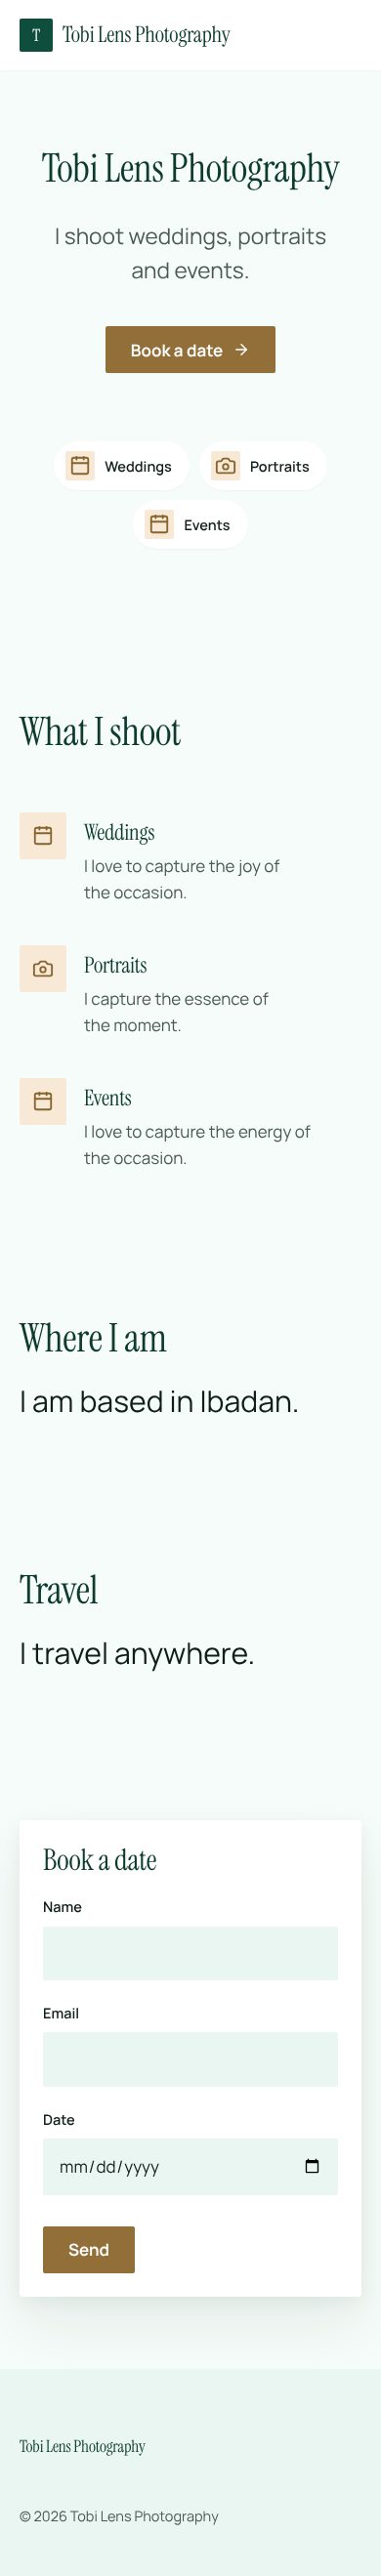 T
Tobi Lens Photography
Tobi Lens Photography
I shoot weddings, portraits
and events.
Book a date
Weddings
Portraits
Events
What I shoot
Weddings
I love to capture the joy of
the occasion.
Portraits
I capture the essence of
the moment.
Events
I love to capture the energy of
the occasion.
Where I am
I am based in Ibadan.
Travel
I travel anywhere.
Book a date
Name
Email
Date
mm/dd/yyyy
Send
Tobi Lens Photography
© 2026 Tobi Lens Photography